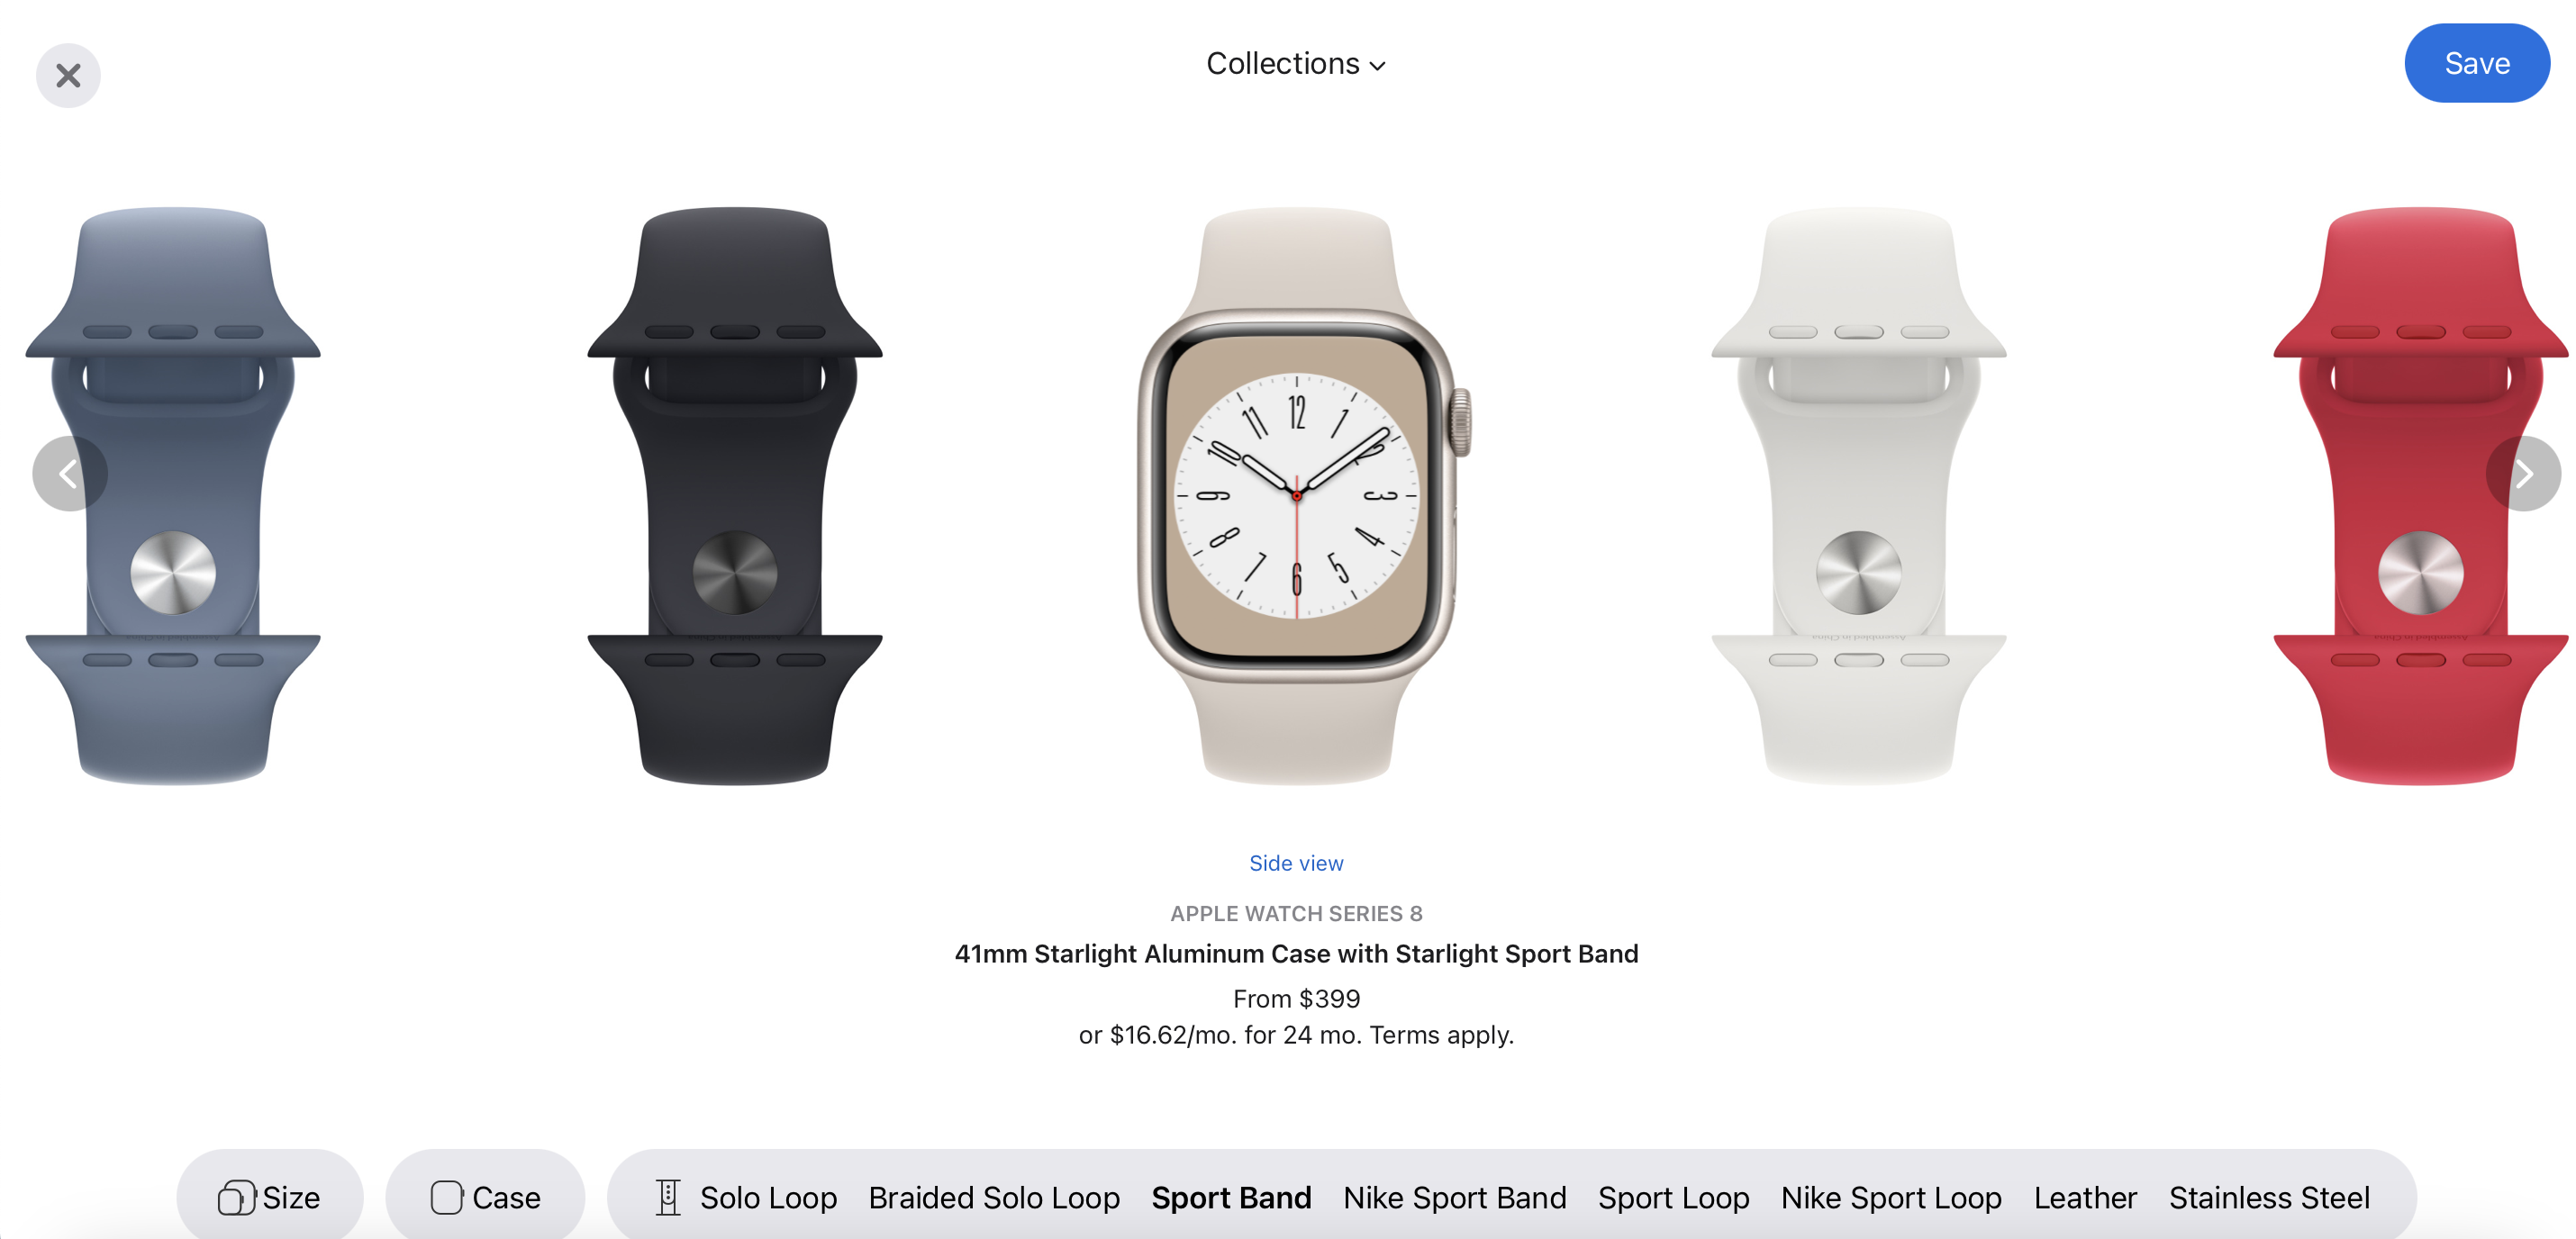 Collections
Save
12
1
2
3
4
5
6
7
8
9
10
11
Assembled in China
Side view
APPLE WATCH SERIES 8
41mm Starlight Aluminum Case with Starlight Sport Band
From $399
or $16.62/mo. for 24 mo. Terms apply.
Size
Case
Solo Loop Braided Solo Loop Sport Band Nike Sport Band Sport Loop Nike Sport Loop Leather Stainless Steel